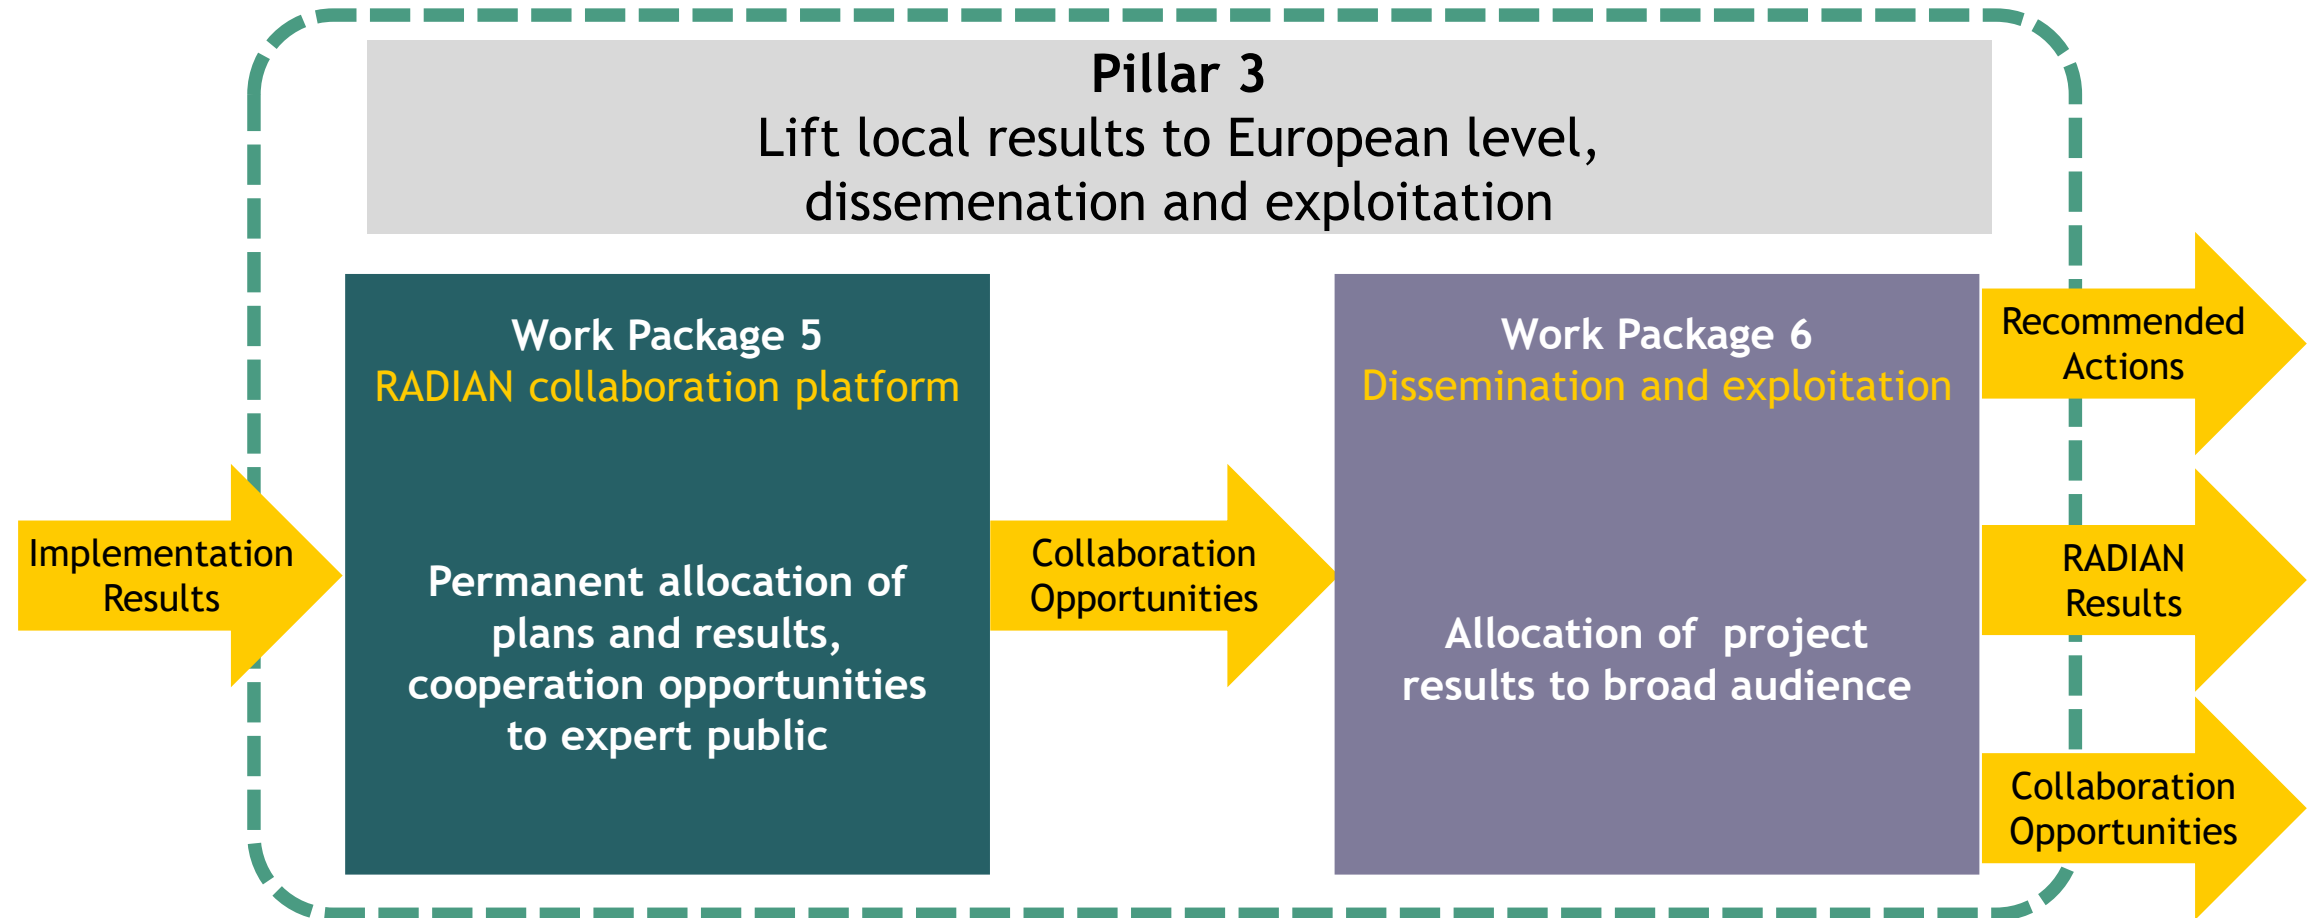 Pillar 3
Lift local results to European level,
dissemenation and exploitation
Implementation
Results
Work Package 5
RADIAN collaboration platform
Permanent allocation of
plans and results,
cooperation opportunities
to expert public
Collaboration
Opportunities
Work Package 6
Dissemination and exploitation
Allocation of project
results to broad audience
Recommended
Actions
RADIAN
Results
Collaboration
Opportunities